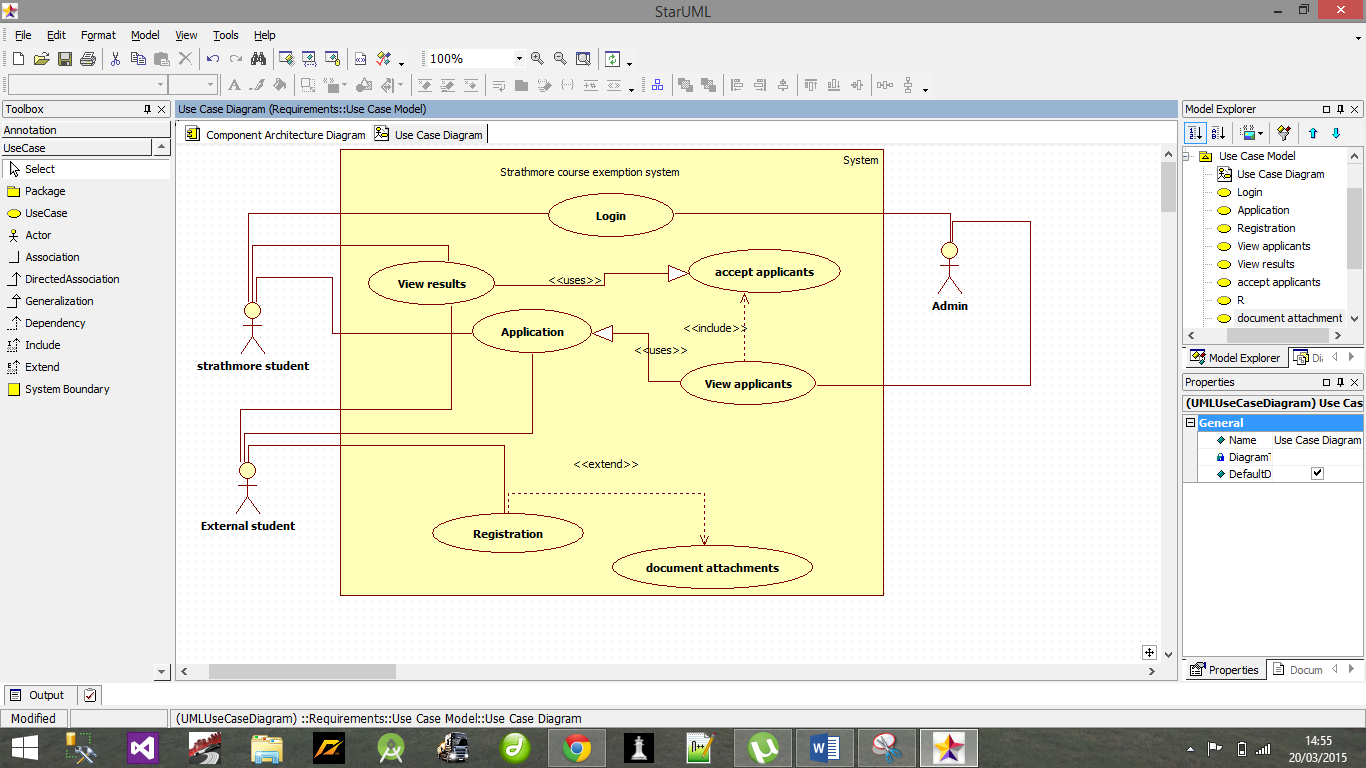 StarUML
File Edit Format Model View Tools Help
100%
Toolbox
Annotation
UseCase
Select
Package
UseCase
Actor
Association
DirectedAssociation
Generalization
Dependency
Include
Extend
System Boundary
Use Case Diagram (Requirements::Use Case Model)
Component Architecture Diagram Use Case Diagram
System
Strathmore course exemption system
Login
View results
<<uses>>
accept applicants
Application
<<include>>
<<uses>>
View applicants
strathmore student
Admin
<<extend>>
External student
Registration
document attachments
Model Explorer
Use Case Model
Use Case Diagram
Login
Application
Registration
View applicants
View results
accept applicants
R
document attachment
Model Explorer Di
Properties
(UMLUseCaseDiagram) Use Cas
General
Name Use Case Diagram
Diagram
DefaultD
Properties Docum
Output
Modified
(UMLUseCaseDiagram) ::Requirements::Use Case Model::Use Case Diagram
14:55
20/03/2015